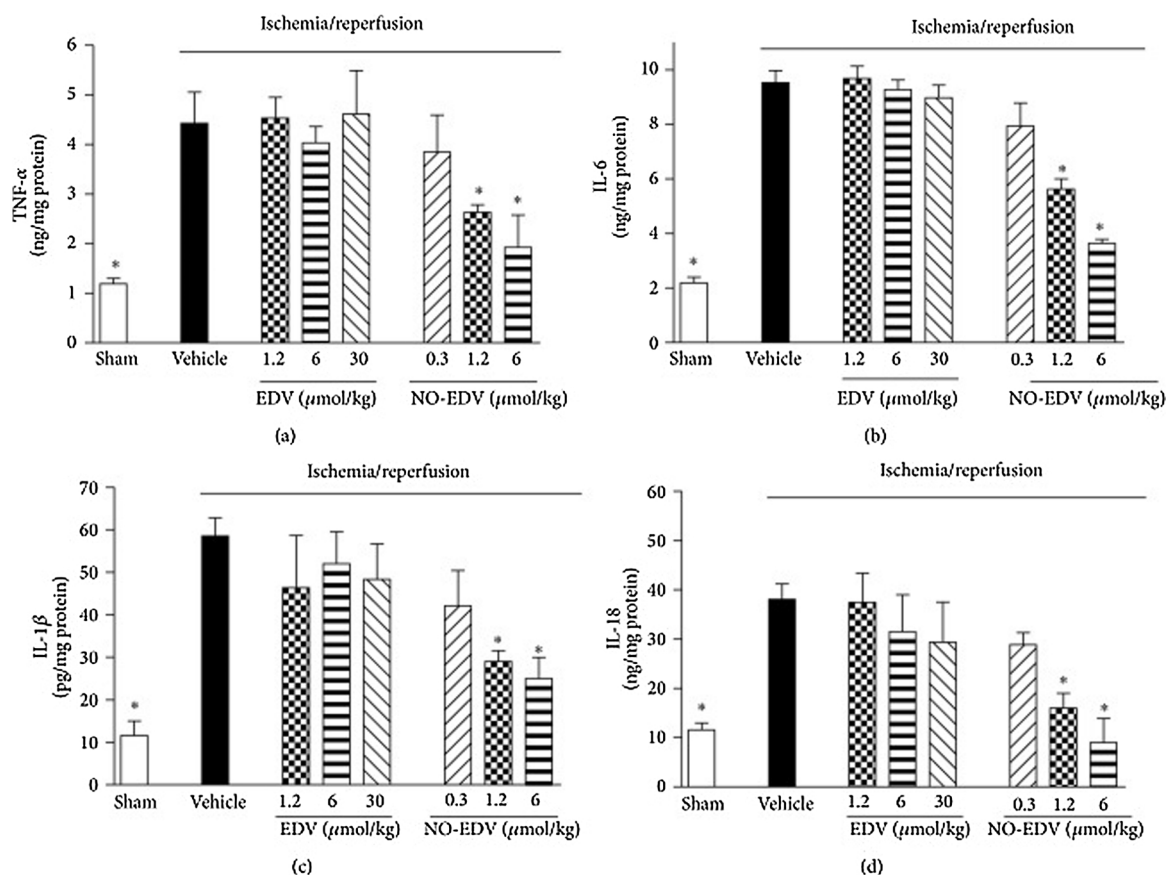 Ischemia/reperfusion
6
5
4
3
2
1
0
TNF-α
(ng/mg protein)
*
*
*
Sham Vehicle 1.2 6 30 0.3 1.2 6
EDV (μmol/kg) NO-EDV (μmol/kg)
(a)
Ischemia/reperfusion
10
8
6
4
2
0
IL-6
(ng/mg protein)
*
*
*
Sham Vehicle 1.2 6 30 0.3 1.2 6
EDV (μmol/kg) NO-EDV (μmol/kg)
(b)
Ischemia/reperfusion
70
60
50
40
30
20
10
0
IL-1β
(pg/mg protein)
*
*
*
Sham Vehicle 1.2 6 30 0.3 1.2 6
EDV (μmol/kg) NO-EDV (μmol/kg)
(c)
Ischemia/reperfusion
60
50
40
30
20
10
0
IL-18
(ng/mg protein)
*
*
*
Sham Vehicle 1.2 6 30 0.3 1.2 6
EDV (μmol/kg) NO-EDV (μmol/kg)
(d)